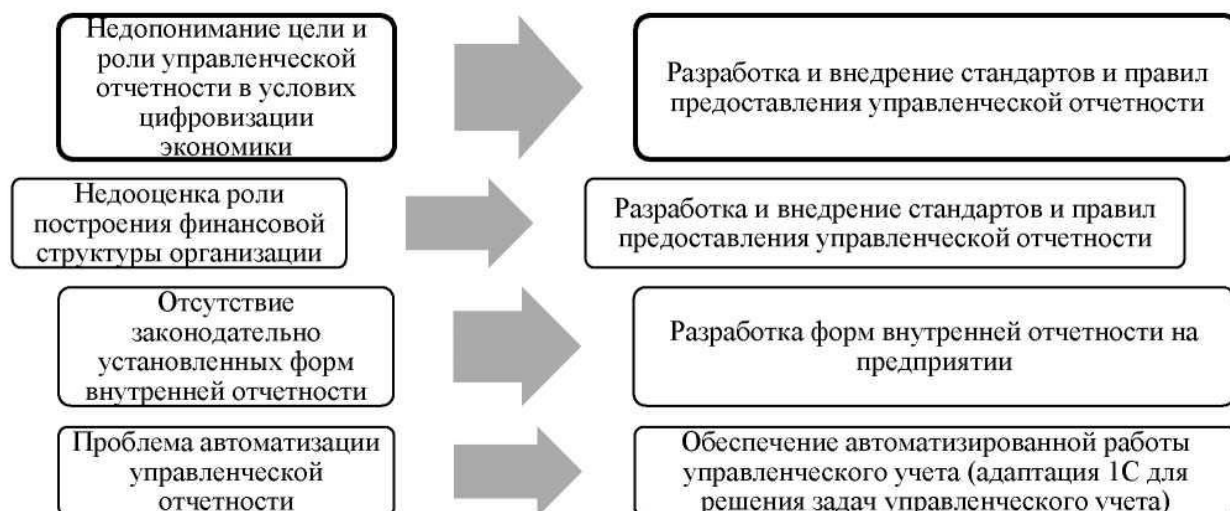 Недопонимание цели и
роли управленческой
отчетности в услових
цифровизации
экономики
Разработка и внедрение стандартов и правил
предоставления управленческой отчетности
Недооценка роли
построения финансовой
структуры организации
Разработка и внедрение стандартов и правил
предоставления управленческой отчетности
Отсутствие
законодательно
установленных форм
внутренней отчетности
Разработка форм внутренней отчетности на
предприятии
Проблема автоматизации
управленческой
отчетности
Обеспечение автоматизированной работы
управленческого учета (адаптация 1С для
решения задач управленческого учета)